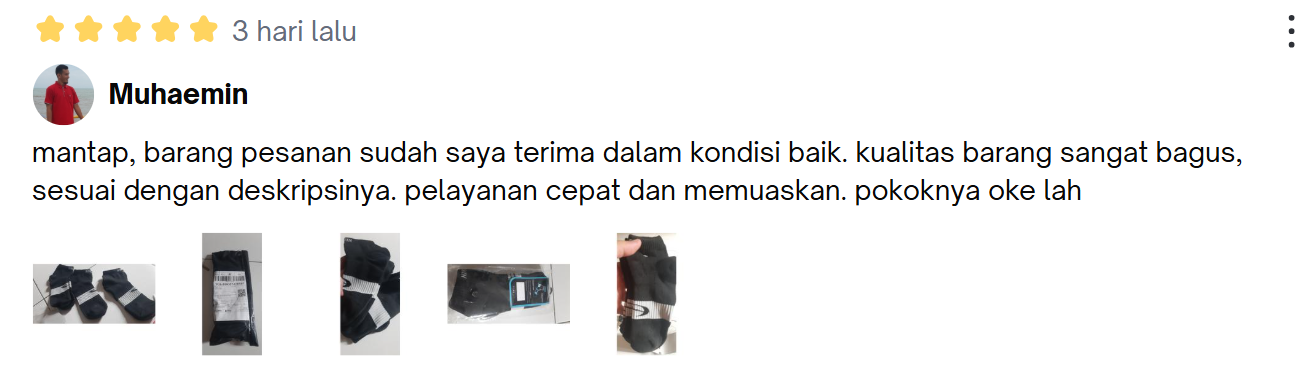 3 hari lalu
Muhaemin
mantap, barang pesanan sudah saya terima dalam kondisi baik. kualitas barang sangat bagus,
sesuai dengan deskripsinya. pelayanan cepat dan memuaskan. pokoknya oke lah